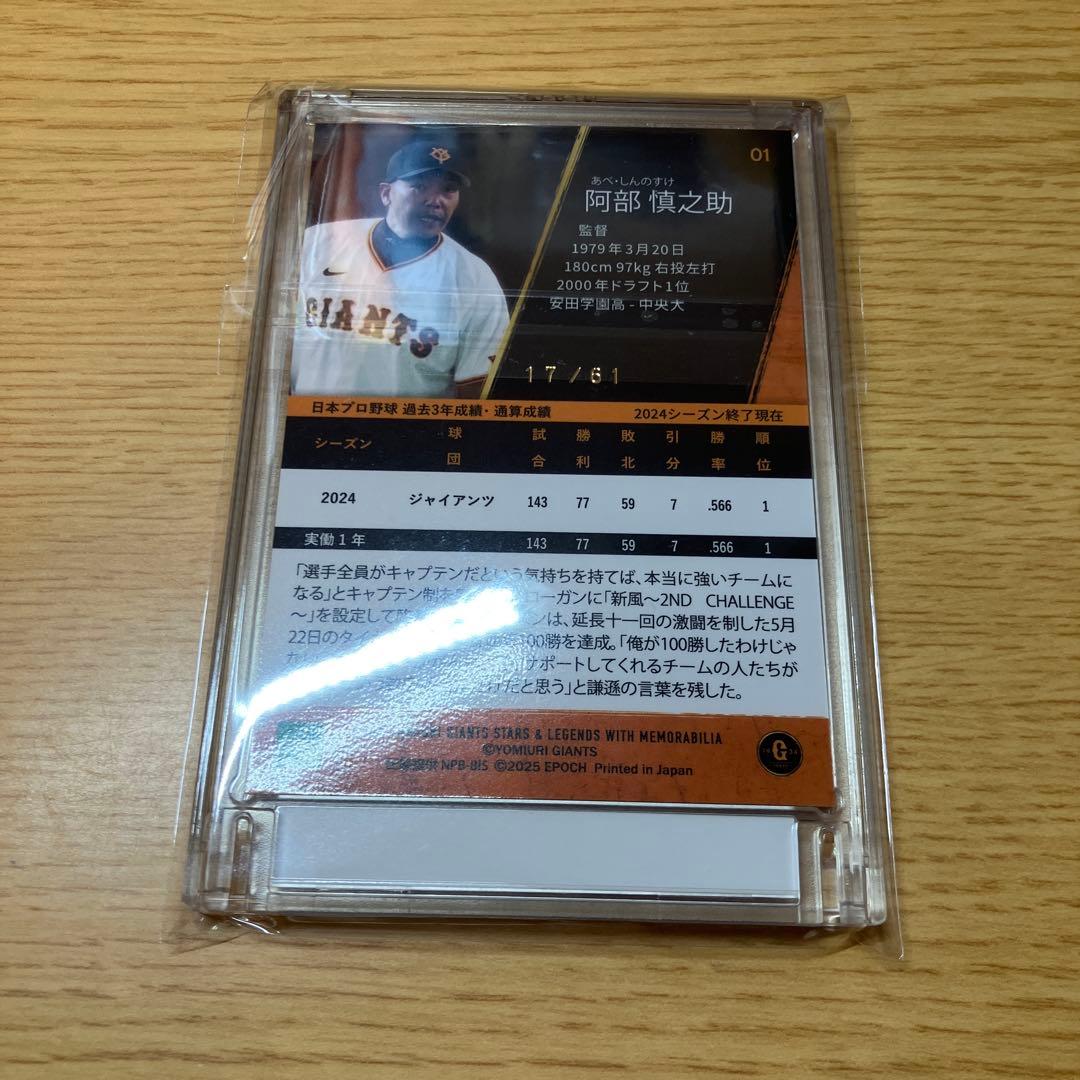 01
あべ・しんのすけ
阿部 慎之助
監督
1979年3月20日
180cm 97kg 右投左打
2000年ドラフト1位
安田学園高 - 中央大
GIANTS
17/61
日本プロ野球 過去3年成績・通算成績 2024シーズン終了現在
シーズン 球団 試合 勝利 敗北 引分 勝率 順位
2024 ジャイアンツ 143 77 59 7 .566 1
実働1年 143 77 59 7 .566 1
「選手全員がキャプテンだという気持ちを持てば、本当に強いチームに
なる」とキャプテン制を ローガンに「新風〜2ND CHALLENGE
〜」を設定して ンは、延長十一回の激闘を制した5月
22日のタイ 00勝を達成。「俺が100勝したわけじゃ
サポートしてくれるチームの人たちが
だと思う」と謙遜の言葉を残した。
GIANTS STARS & LEGENDS WITH MEMORABILIA
©YOMIURI GIANTS
NPB-BIS ©2025 EPOCH Printed in Japan
G